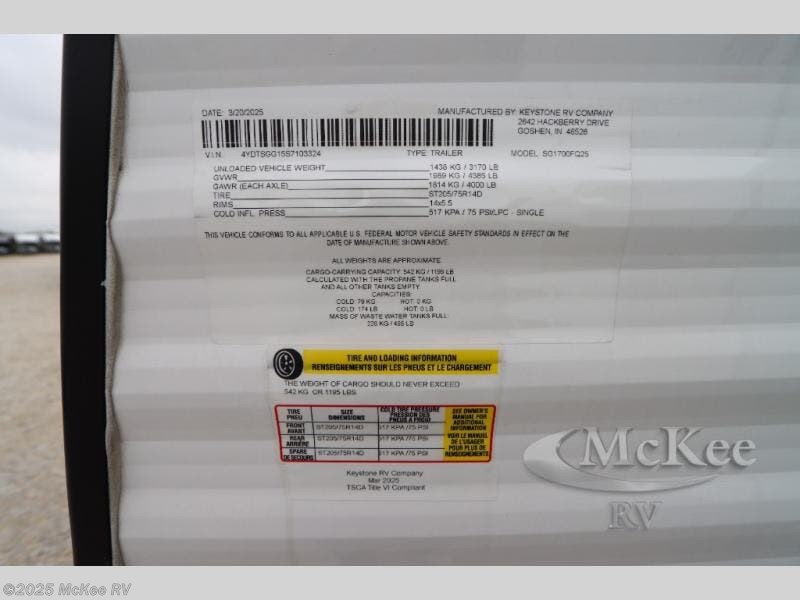 DATE: 3/20/2025
MANUFACTURED BY: KEYSTONE RV COMPANY
2642 HACKBERRY DRIVE
GOSHEN, IN 46526
V.I.N. 4YDTSGG15S7103324 TYPE: TRAILER MODEL: SG1700FQ25
UNLOADED VEHICLE WEIGHT 1438 KG / 3170 LB
GVWR 1989 KG / 4385 LB
GAWR (EACH AXLE) 1814 KG / 4000 LB
TIRE ST205/75R14D
RIMS 14x5.5
COLD INFL. PRESS 517 KPA / 75 PSI/LPC - SINGLE
THIS VEHICLE CONFORMS TO ALL APPLICABLE U.S. FEDERAL MOTOR VEHICLE SAFETY STANDARDS IN EFFECT ON THE
DATE OF MANUFACTURE SHOWN ABOVE.
ALL WEIGHTS ARE APPROXIMATE.
CARGO-CARRYING CAPACITY: 542 KG / 1195 LB
CALCULATED WITH THE PROPANE TANKS FULL
AND ALL OTHER TANKS EMPTY.
CAPACITIES:
COLD: 79 KG HOT: 0 KG
COLD: 174 LB HOT: 0 LB
MASS OF WASTE WATER TANKS FULL:
TIRE AND LOADING INFORMATION
RENSEIGNEMENTS SUR LES PNEUS ET LE CHARGEMENT
THE WEIGHT OF CARGO SHOULD NEVER EXCEED
542 KG OR 1195 LBS.
TIRE
PNEU
SIZE
DIMENSIONS
COLD TIRE PRESSURE
PRESSION DES
PNEUS A FROID
FRONT
AVANT
ST205/75R14D
517 KPA /75 PSI
REAR
ARRIÈRE
ST205/75R14D
517 KPA /75 PSI
SPARE
DE SECOURS
ST205/75R14D
517 KPA /75 PSI
SEE OWNER'S
MANUAL FOR
ADDITIONAL
INFORMATION
VOIR LE MANUEL
DE L'USAGER
POUR PLUS DE
RENSEIGNEMENTS
Keystone RV Company
Mar 2025
TSCA Title VI Compliant
McKee
RV
©2025 McKee RV